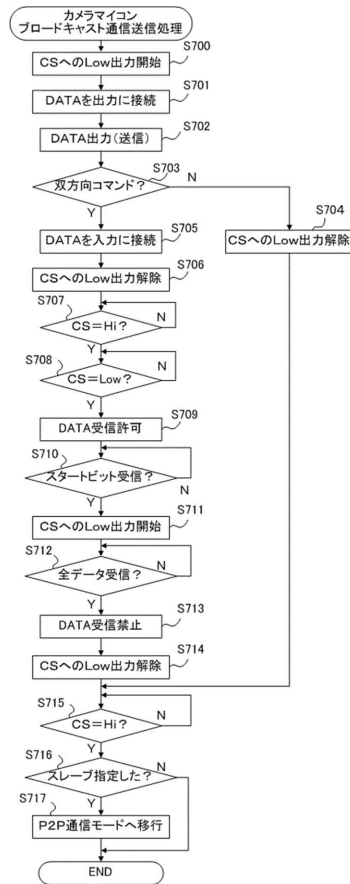 カメラマイコン
ブロードキャスト通信送信処理
S700
CSへのLow出力開始
S701
DATAを出力に接続
S702
DATA出力(送信)
S703
双方向コマンド?
N
Y
S704
CSへのLow出力解除
S705
DATAを入力に接続
S706
CSへのLow出力解除
S707
CS=Hi?
N
Y
S708
CS=Low?
N
Y
S709
DATA受信許可
S710
スタートビット受信?
N
Y
S711
CSへのLow出力開始
S712
全データ受信?
N
Y
S713
DATA受信禁止
S714
CSへのLow出力解除
S715
CS=Hi?
N
Y
S716
スレーブ指定した?
N
Y
S717
P2P通信モードへ移行
END